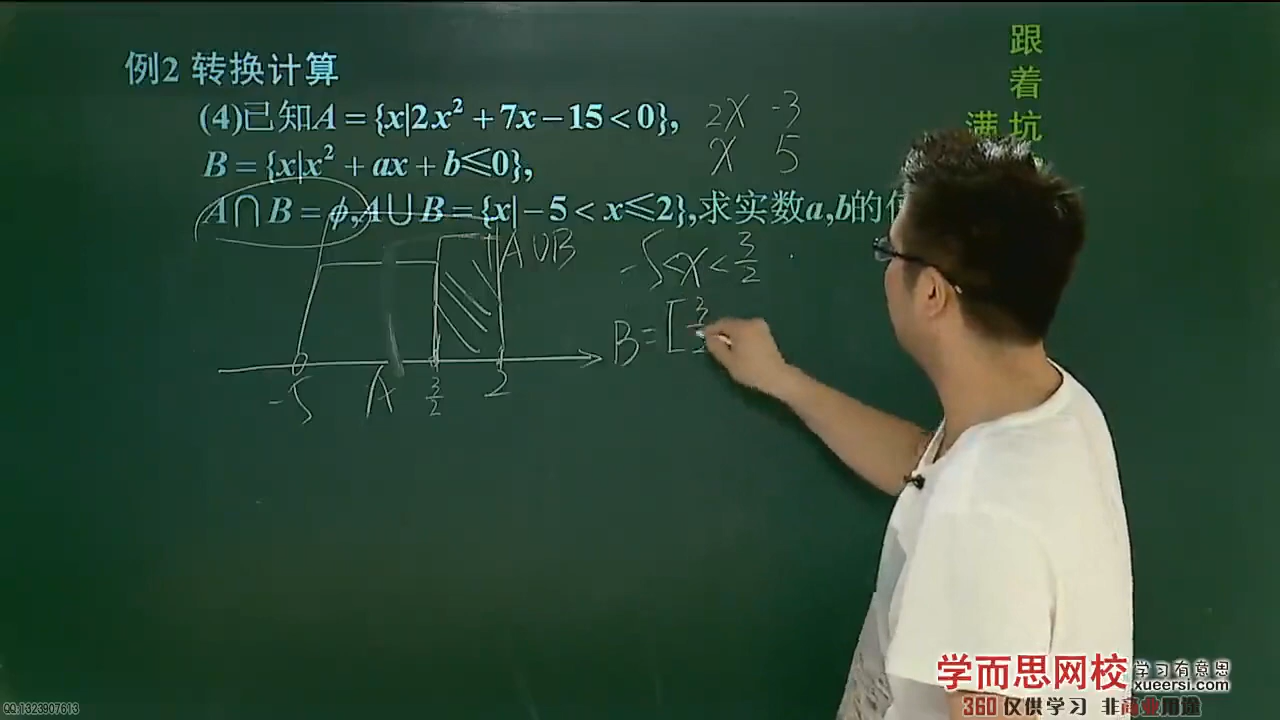 例2 转换计算
(4)已知A={x|2x²+7x-15<0},
B={x|x²+ax+b≤0},
A∩B=ϕ,A∪B={x|-5<x≤2},求实数a,b的
2x -3
x 5
A∪B
-5<x<3/2
B=[3/2
-5 A 3/2 2
跟
着
满 坑
学而思网校
学习有意思
xueersi.com
360 仅供学习 非商业用途
QQ:1323907613